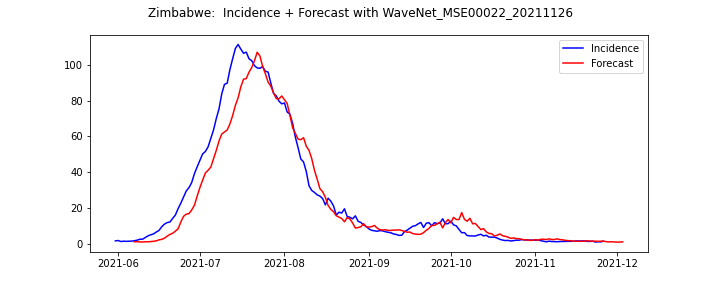 Zimbabwe:  Incidence + Forecast with WaveNet_MSE00022_20211126
Incidence
Forecast
100
80
60
40
20
0
2021-06 2021-07 2021-08 2021-09 2021-10 2021-11 2021-12